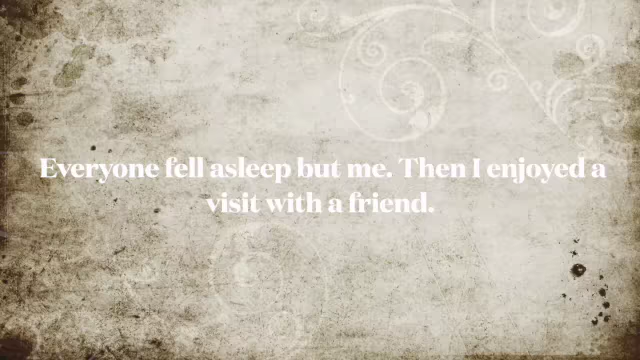 Everyone fell asleep but me. Then I enjoyed a
visit with a friend.